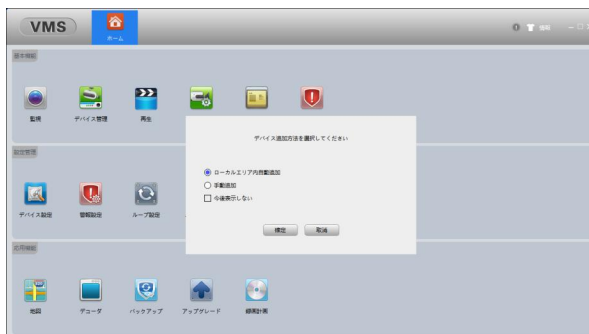 VMS
ホーム
基本機能
監視
デバイス管理
再生
デバイス追加方法を選択してください
設定管理
ローカルエリア内自動追加
手動追加
今後表示しない
デバイス設定
警報設定
ループ設定
確定
取消
応用機能
地図
デコーダ
バックアップ
アップグレード
録画計画